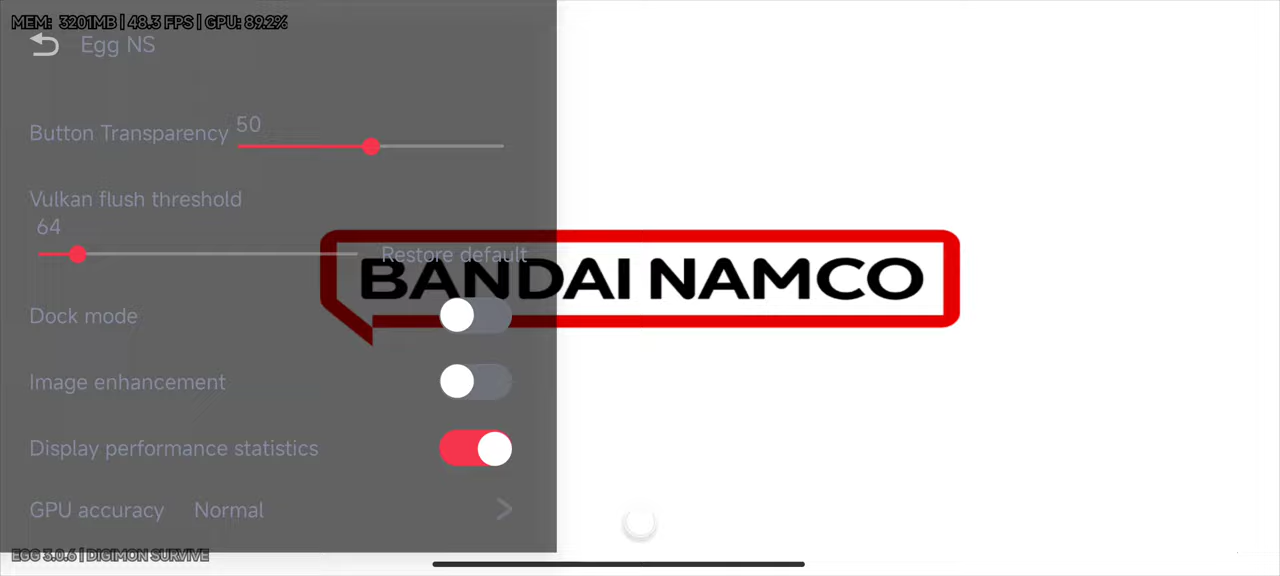 MEM: 3201MB | 48.3 FPS | GPU: 89.2%
Egg NS
Button Transparency 50
Vulkan flush threshold
64
Restore default
BANDAI NAMCO
Dock mode
Image enhancement
Display performance statistics
GPU accuracy Normal
EGG 3.0.6 | DIGIMON SURVIVE